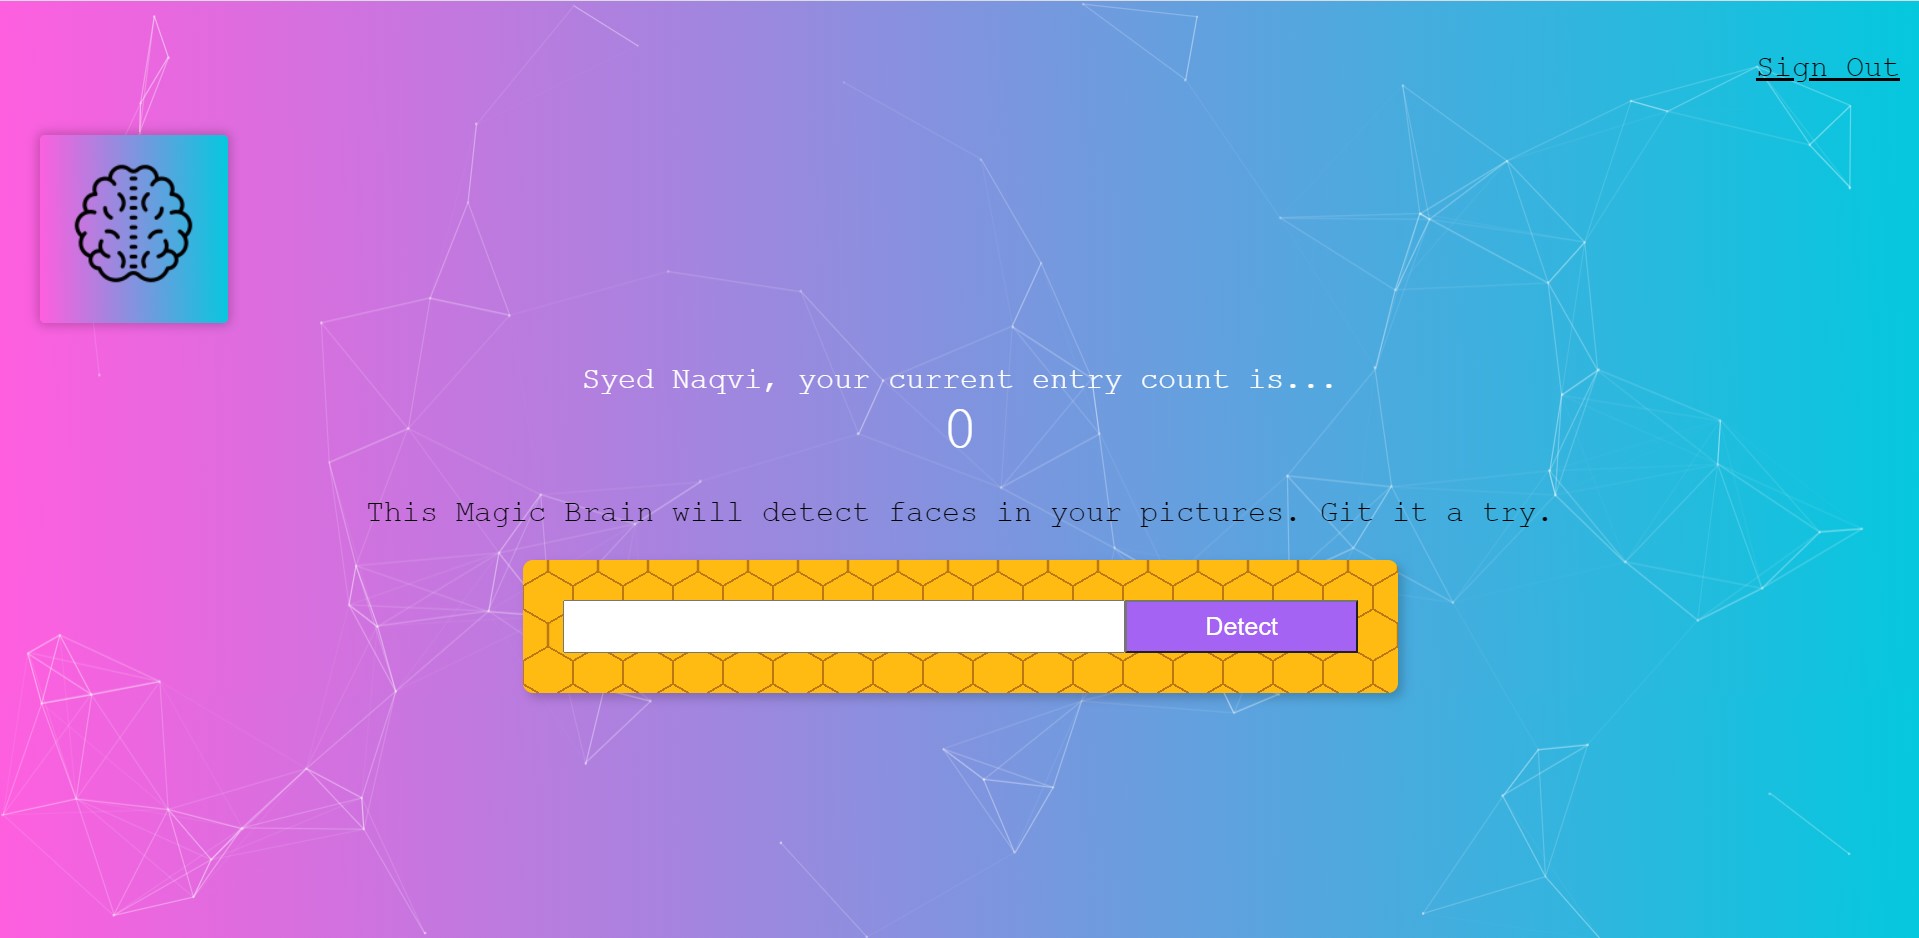 Sign Out
Syed Naqvi, your current entry count is...
0
This Magic Brain will detect faces in your pictures. Git it a try.
Detect